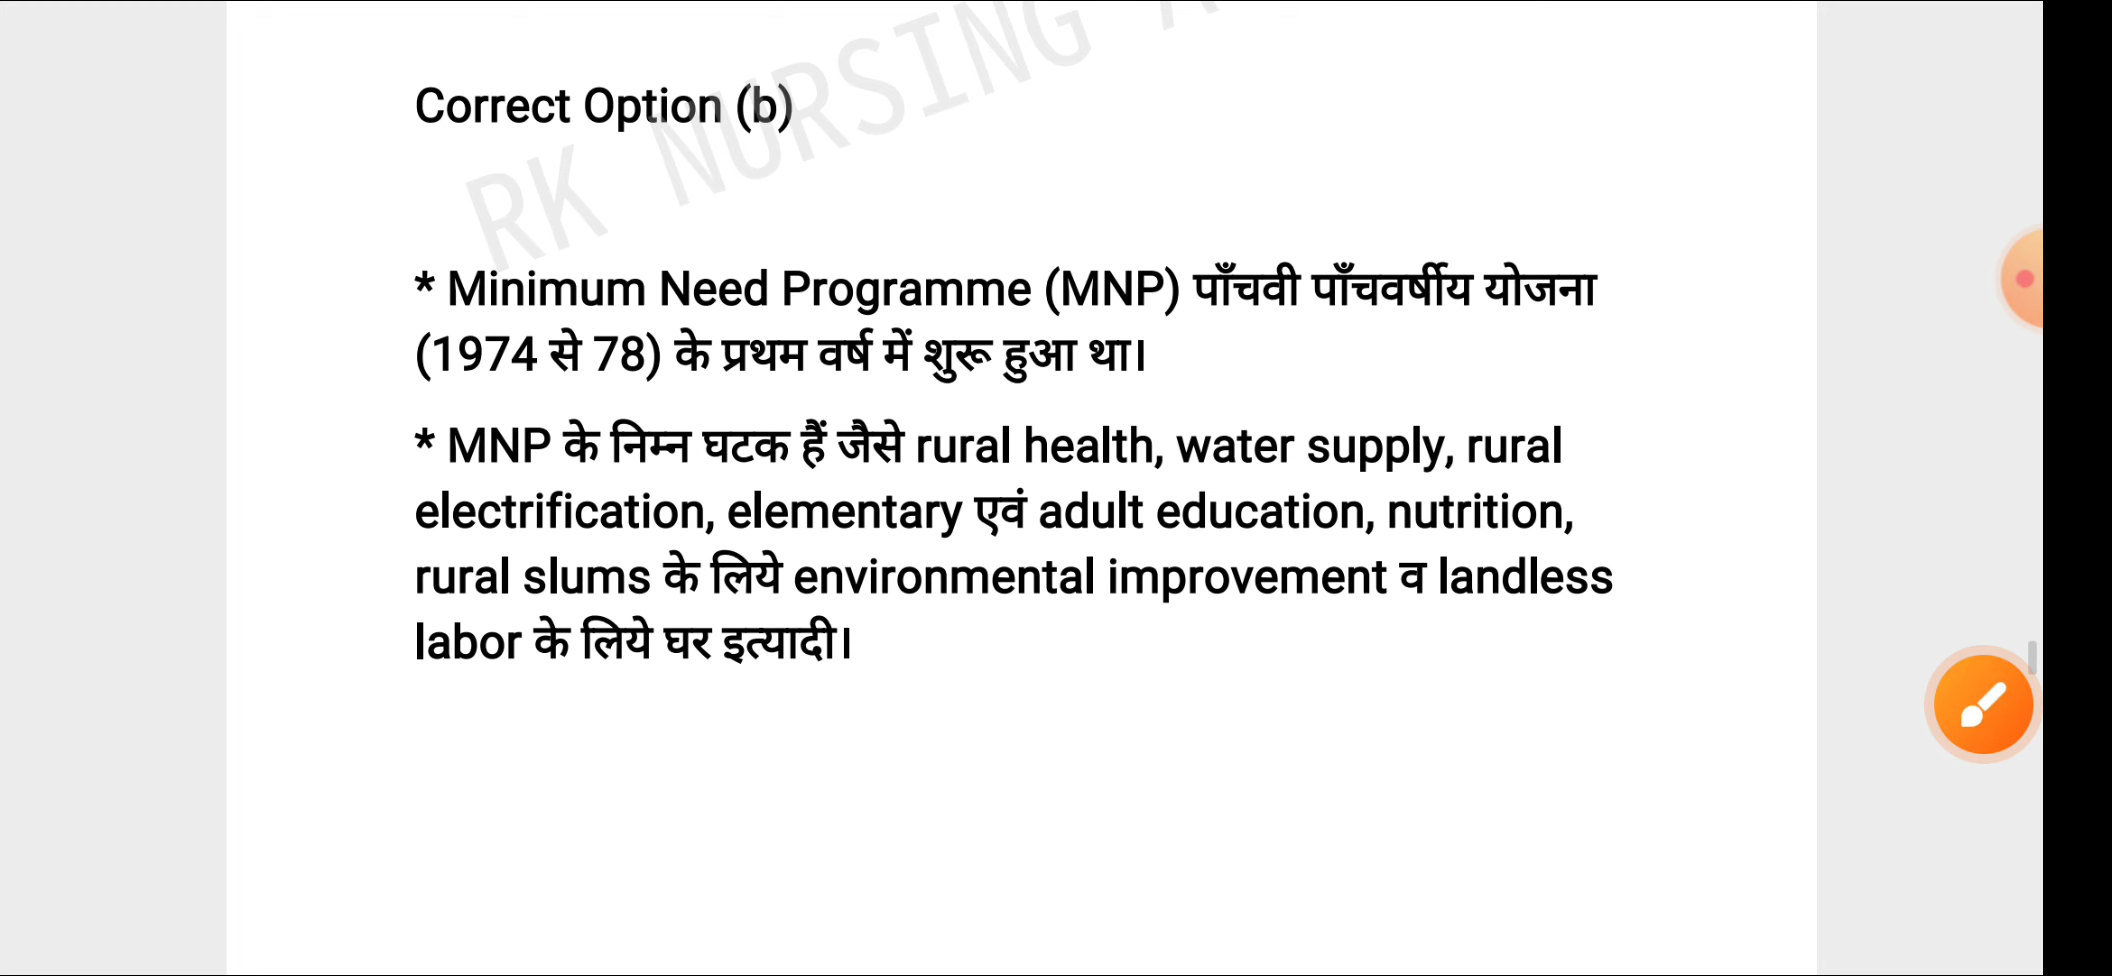 RK NURSING
Correct Option (b)
* Minimum Need Programme (MNP) पाँचवी पाँचवर्षीय योजना
(1974 से 78) के प्रथम वर्ष में शुरू हुआ था।
* MNP के निम्न घटक हैं जैसे rural health, water supply, rural
electrification, elementary एवं adult education, nutrition,
rural slums के लिये environmental improvement व landless
labor के लिये घर इत्यादी।